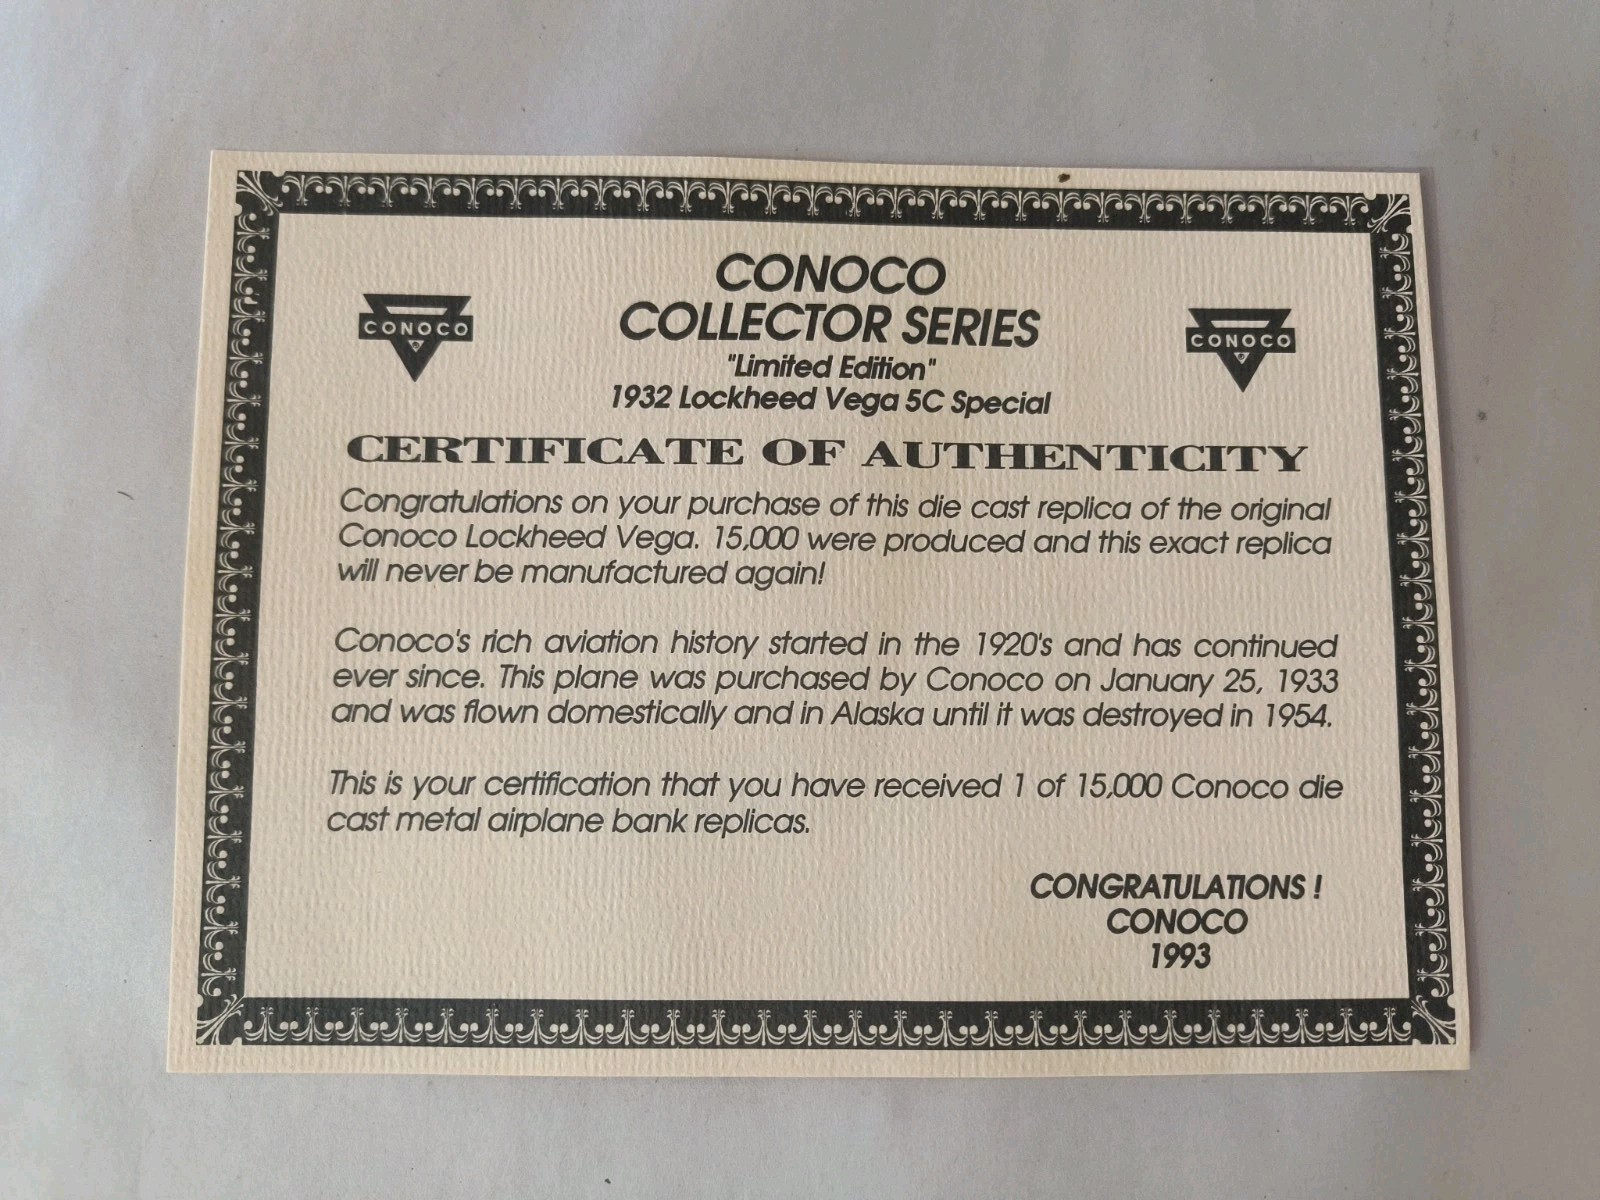 CONOCO
COLLECTOR SERIES
"Limited Edition"
1932 Lockheed Vega 5C Special
CONOCO
®
CONOCO
®
CERTIFICATE OF AUTHENTICITY
Congratulations on your purchase of this die cast replica of the original
Conoco Lockheed Vega. 15,000 were produced and this exact replica
will never be manufactured again!
Conoco's rich aviation history started in the 1920's and has continued
ever since. This plane was purchased by Conoco on January 25, 1933
and was flown domestically and in Alaska until it was destroyed in 1954.
This is your certification that you have received 1 of 15,000 Conoco die
cast metal airplane bank replicas.
CONGRATULATIONS !
CONOCO
1993